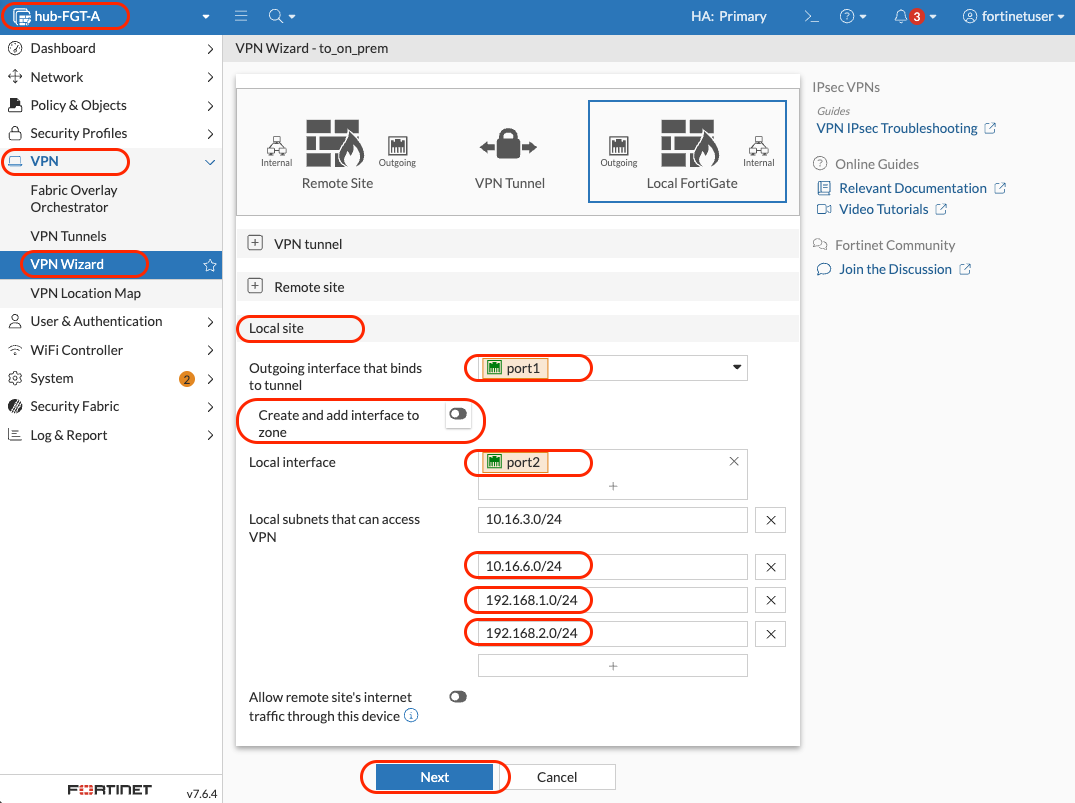 hub-FGT-A
HA: Primary
>_
3
fortinetuser
Dashboard
Network
Policy & Objects
Security Profiles
VPN
Fabric Overlay
Orchestrator
VPN Tunnels
VPN Wizard
VPN Location Map
User & Authentication
WiFi Controller
System
2
Security Fabric
Log & Report
FORTINET
v7.6.4
VPN Wizard - to_on_prem
Internal
Outgoing
Remote Site
VPN Tunnel
Outgoing
Internal
Local FortiGate
VPN tunnel
Remote site
Local site
Outgoing interface that binds
to tunnel
port1
Create and add interface to
zone
Local interface
port2
Local subnets that can access
VPN
10.16.3.0/24
10.16.6.0/24
192.168.1.0/24
192.168.2.0/24
Allow remote site's internet
traffic through this device
Next
Cancel
IPsec VPNs
Guides
VPN IPsec Troubleshooting
Online Guides
Relevant Documentation
Video Tutorials
Fortinet Community
Join the Discussion